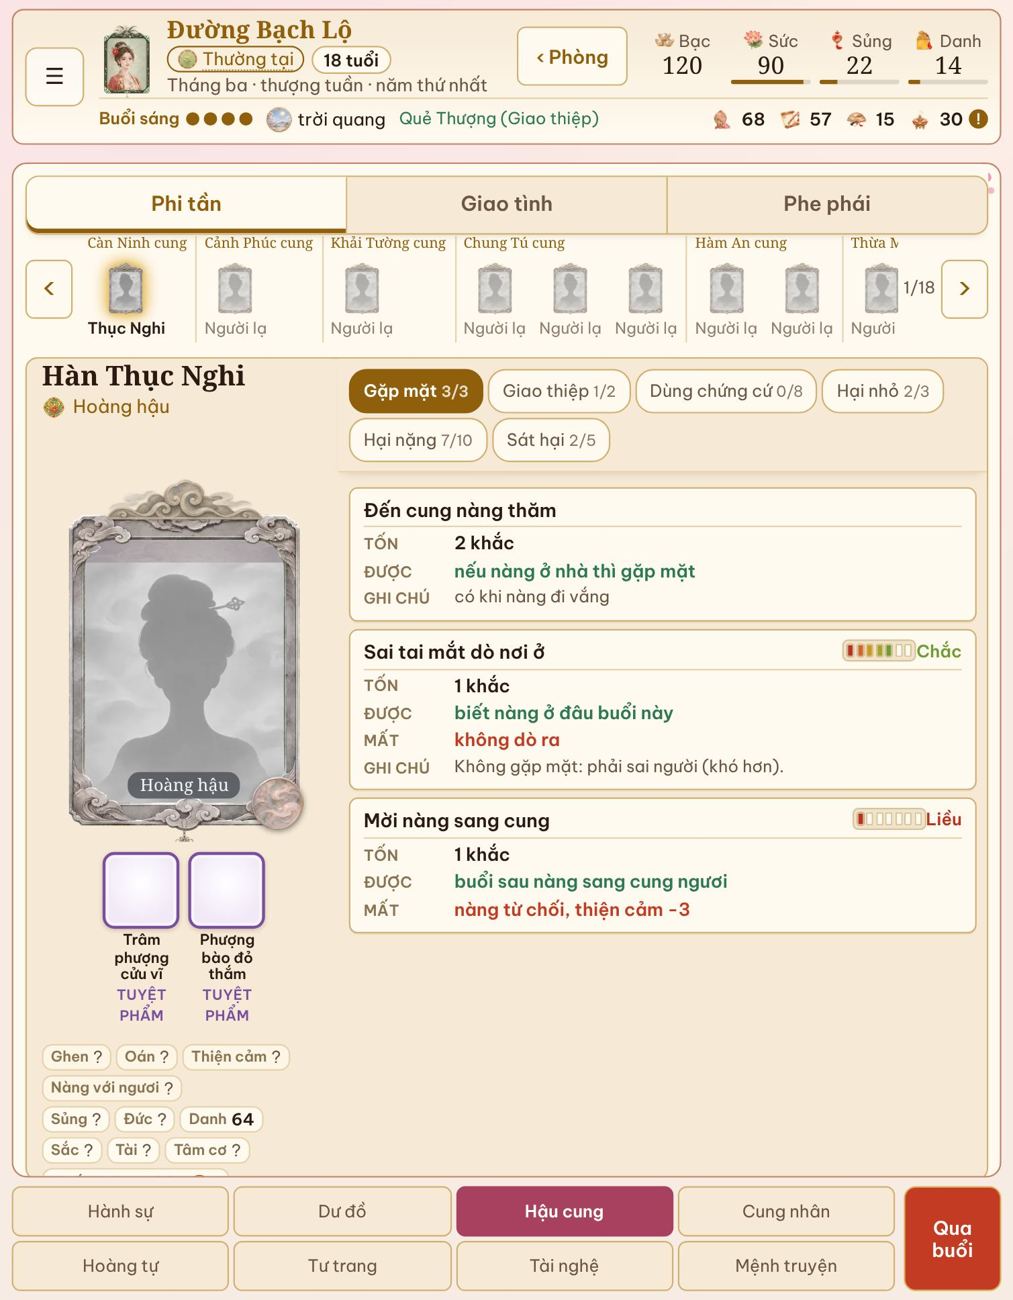 Đường Bạch Lộ
Thường tại
18 tuổi
Tháng ba · thượng tuần · năm thứ nhất
‹ Phòng
Bạc
120
Sức
90
Sủng
22
Danh
14
Buổi sáng
trời quang
Quẻ Thượng (Giao thiệp)
68
57
15
30
!
Phi tần
Giao tình
Phe phái
Càn Ninh cung
Cảnh Phúc cung
Khải Tường cung
Chung Tú cung
Hàm An cung
Thừa
Thục Nghi
Người lạ
Người lạ
Người lạ
Người lạ
Người lạ
Người lạ
Người lạ
Người
1/18
Hàn Thục Nghi
Hoàng hậu
Hoàng hậu
Trâm phượng cửu vĩ
TUYỆT PHẨM
Phượng bào đỏ thắm
TUYỆT PHẨM
Ghen ?
Oán ?
Thiện cảm ?
Nàng với ngươi ?
Sủng ?
Đức ?
Danh 64
Sắc ?
Tài ?
Tâm cơ ?
Gặp mặt 3/3
Giao thiệp 1/2
Dùng chứng cứ 0/8
Hại nhỏ 2/3
Hại nặng 7/10
Sát hại 2/5
Đến cung nàng thăm
TỐN 2 khắc
ĐƯỢC nếu nàng ở nhà thì gặp mặt
GHI CHÚ có khi nàng đi vắng
Sai tai mắt dò nơi ở
Chắc
TỐN 1 khắc
ĐƯỢC biết nàng ở đâu buổi này
MẤT không dò ra
GHI CHÚ Không gặp mặt: phải sai người (khó hơn).
Mời nàng sang cung
Liều
TỐN 1 khắc
ĐƯỢC buổi sau nàng sang cung ngươi
MẤT nàng từ chối, thiện cảm -3
Hành sự
Dư đồ
Hậu cung
Cung nhân
Hoàng tự
Tư trang
Tài nghệ
Mệnh truyện
Qua buổi